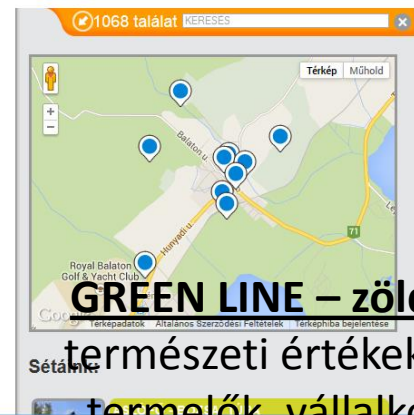 1068 találat KERESÉS
Térkép Műhold
Balaton u.
Hunyadi u.
71
Royal Balaton
Golf & Yacht Club
GREEN LINE – zöl
Térképadatok Általános Szerződési Feltételek Térképhiba bejelentése
Sétáink:
természeti értékek
termelők, vállalk